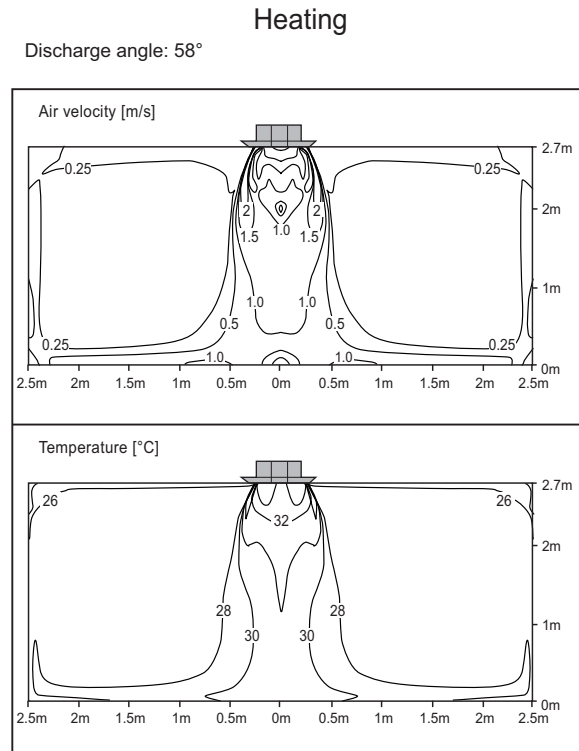 Heating
Discharge angle: 58°
Air velocity [m/s]
2.7m
0.25 0.25
2 2 2m
1.5 1.0 1.5
1m
1.0 1.0
0.5 0.5
0.25 0.25
1.0 1.0
0m
2.5m 2m 1.5m 1m 0.5m 0m 0.5m 1m 1.5m 2m 2.5m
Temperature [°C]
2.7m
26 26
32
2m
28 28
1m
30 30
0m
2.5m 2m 1.5m 1m 0.5m 0m 0.5m 1m 1.5m 2m 2.5m